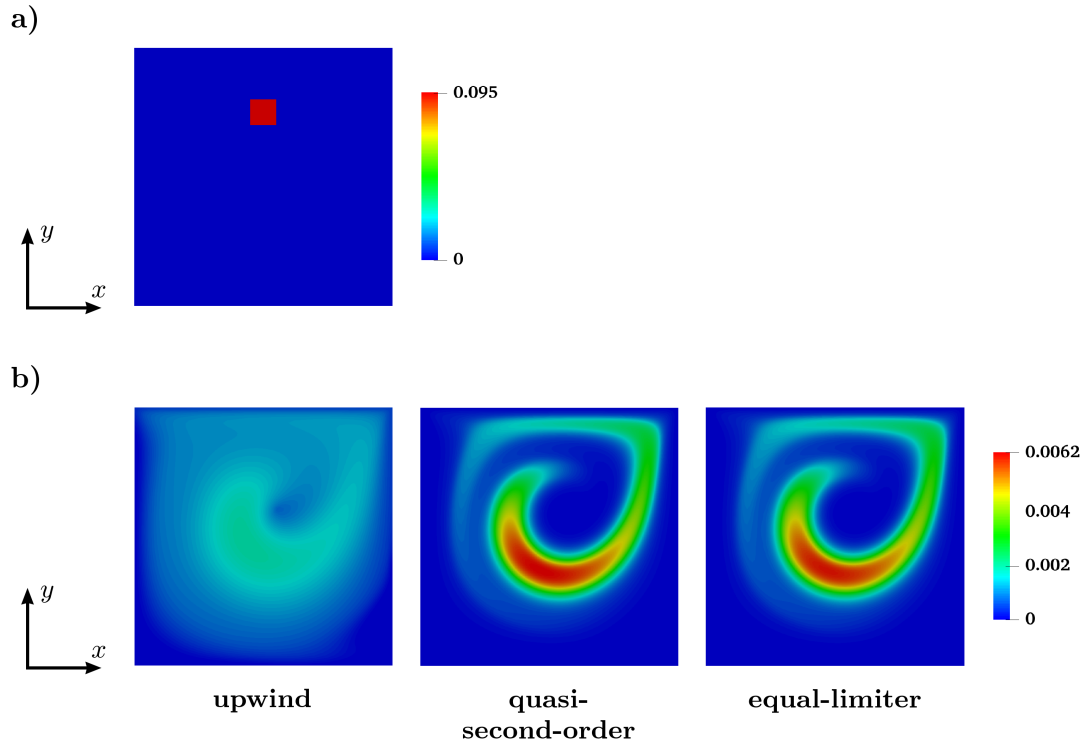 a)
0.095
0
y
x
b)
0.0062
0.004
0.002
0
y
x
upwind
quasi-
second-order
equal-limiter